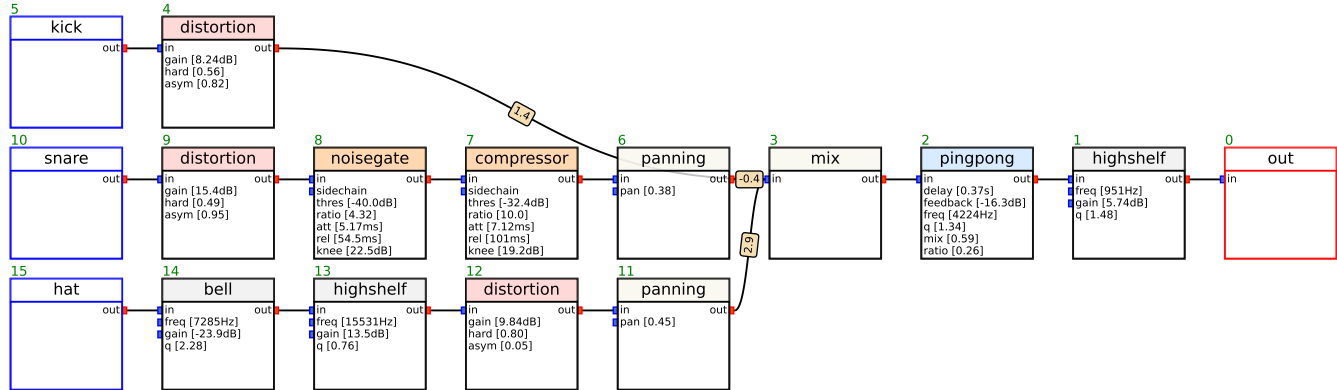 5
kick
out
4
distortion
in out
gain [8.24dB]
hard [0.56]
asym [0.82]
1.4
10
snare
out
9
distortion
in out
gain [15.4dB]
hard [0.49]
asym [0.95]
8
noisegate
in out
sidechain
thres [-40.0dB]
ratio [4.32]
att [5.17ms]
rel [54.5ms]
knee [22.5dB]
7
compressor
in out
sidechain
thres [-32.4dB]
ratio [10.0]
att [7.12ms]
rel [101ms]
knee [19.2dB]
6
panning
in out
pan [0.38]
-0.4
3
mix
in out
2
pingpong
in out
delay [0.37s]
feedback [-16.3dB]
freq [4224Hz]
q [1.34]
mix [0.59]
ratio [0.26]
1
highshelf
in out
freq [951Hz]
gain [5.74dB]
q [1.48]
0
out
in
15
hat
out
14
bell
in out
freq [7285Hz]
gain [-23.9dB]
q [2.28]
13
highshelf
in out
freq [15531Hz]
gain [13.5dB]
q [0.76]
12
distortion
in out
gain [9.84dB]
hard [0.80]
asym [0.05]
11
panning
in out
pan [0.45]
2.9